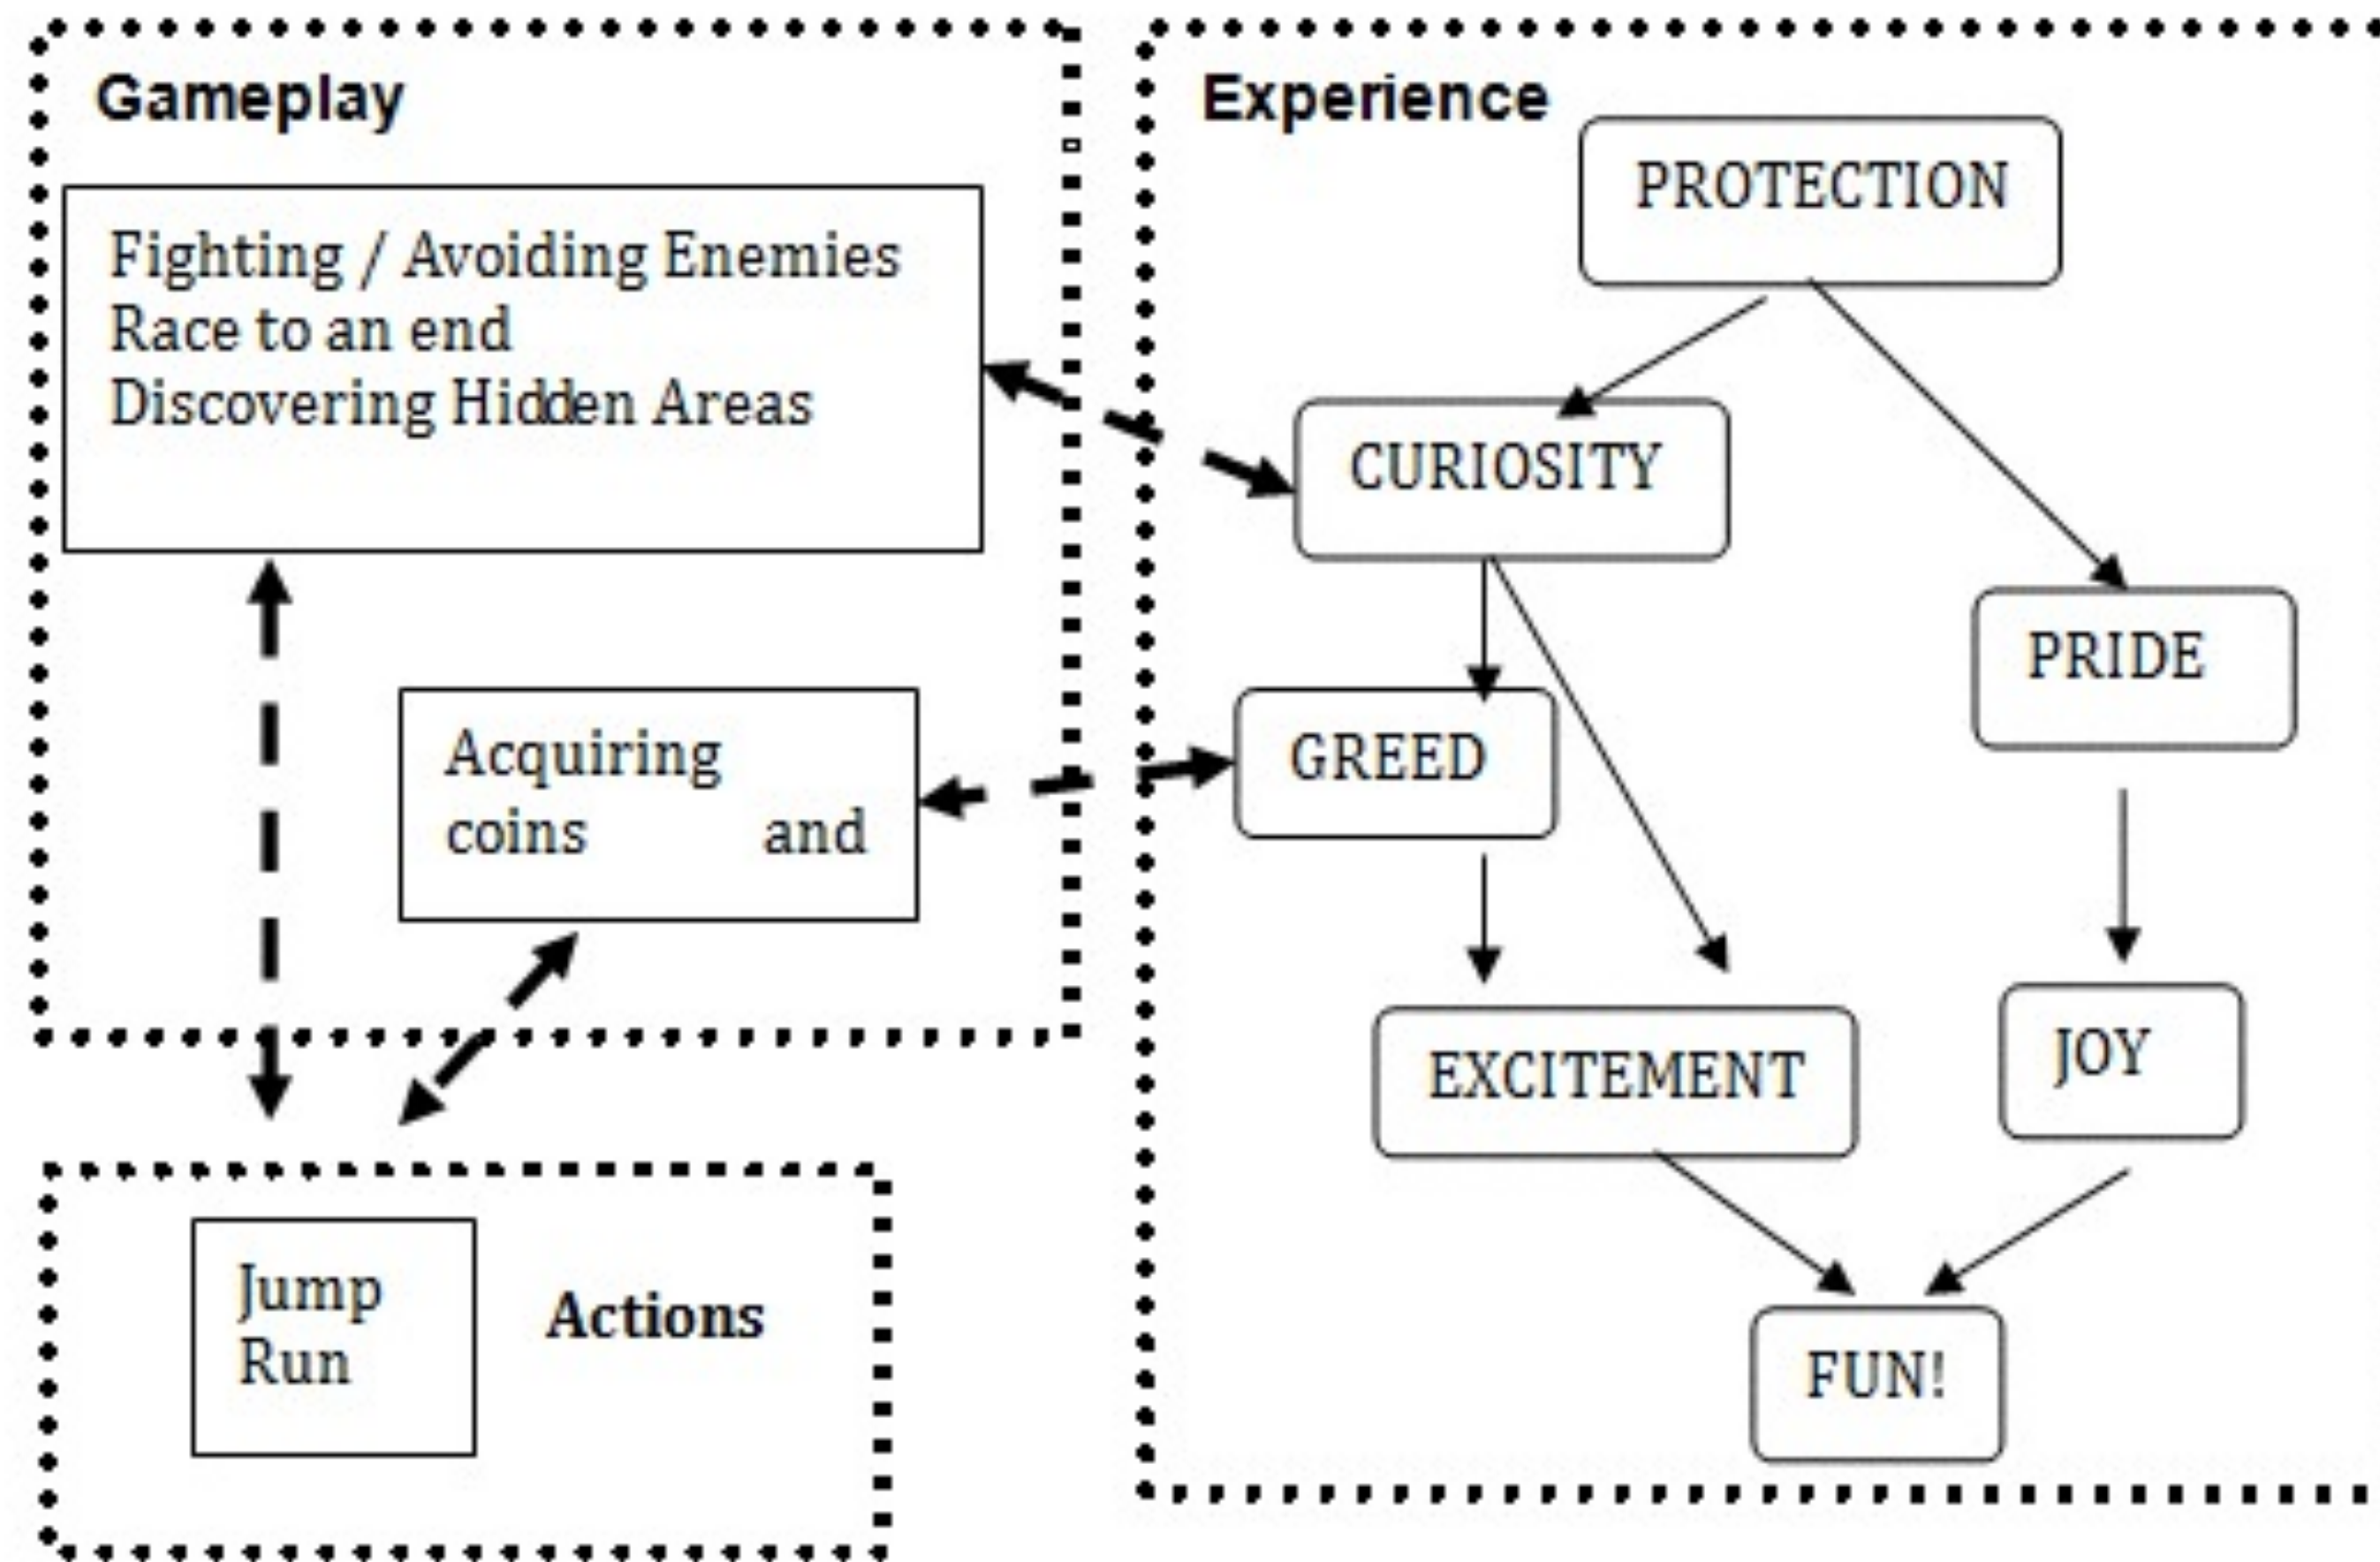 Gameplay
Fighting / Avoiding Enemies
Race to an end
Discovering Hidden Areas
Acquiring
coins and
Jump
Run
Actions
Experience
PROTECTION
CURIOSITY
PRIDE
GREED
EXCITEMENT
JOY
FUN!